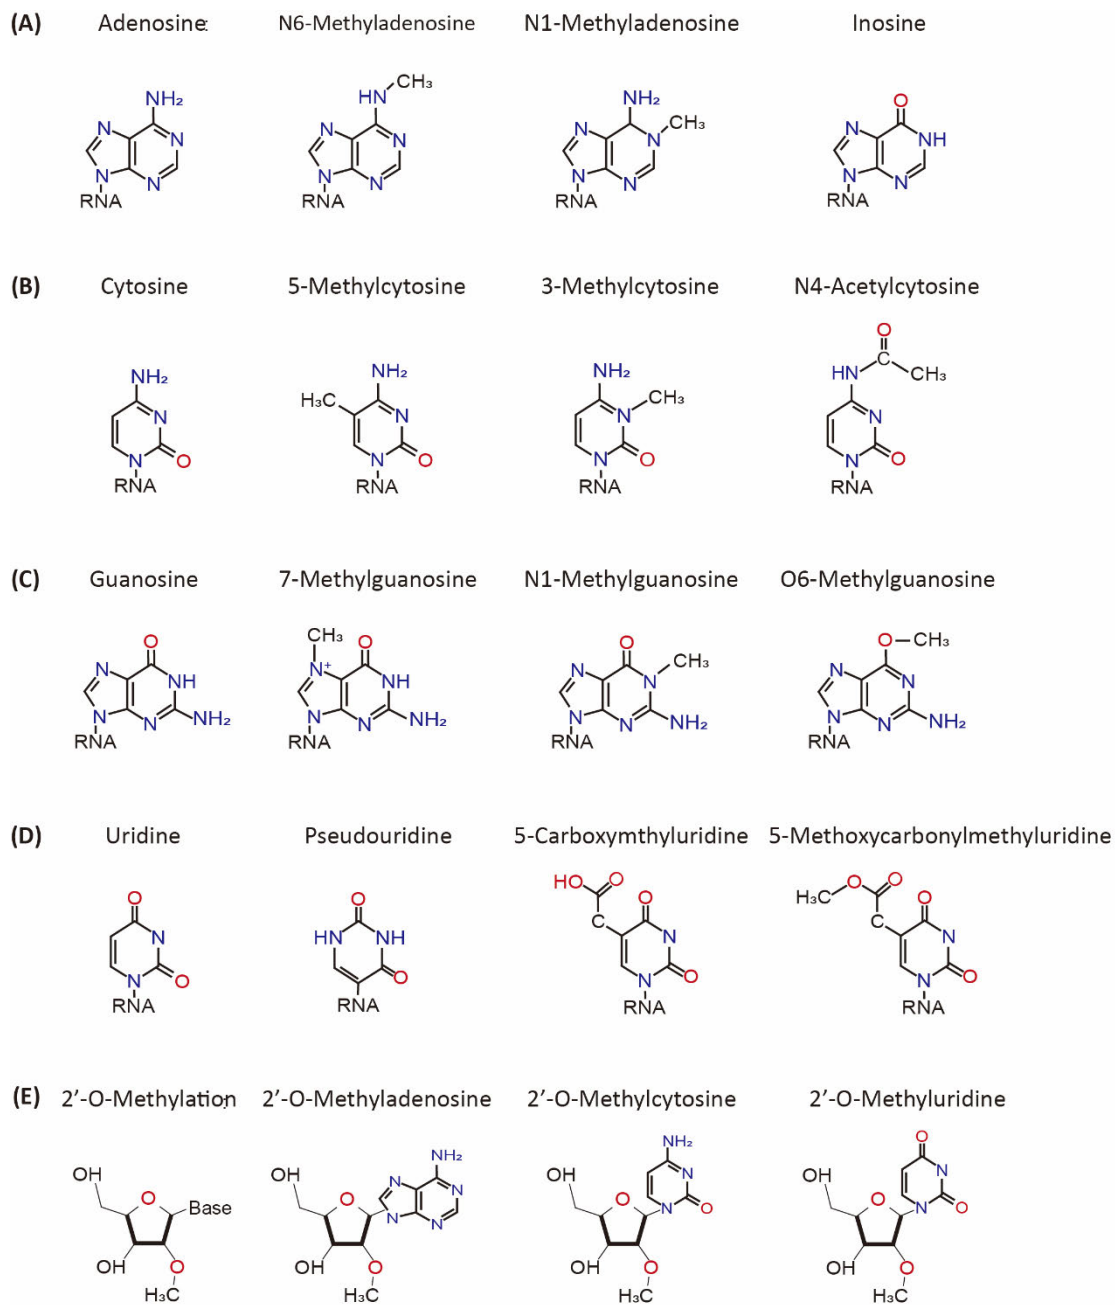 (A) Adenosine: N6-Methyladenosine N1-Methyladenosine Inosine
NH₂ HN CH₃ NH₂ CH₃ O
N N N N N N N N N N N N N NH N N
RNA RNA RNA RNA
(B) Cytosine 5-Methylcytosine 3-Methylcytosine N4-Acetylcytosine
O
NH₂ NH₂ NH₂ HN C CH₃
N H₃C N N CH₃ N
N O N O N O N O
RNA RNA RNA RNA
(C) Guanosine 7-Methylguanosine N1-Methylguanosine O6-Methylguanosine
O CH₃ O O O CH₃
N NH N⁺ NH N N CH₃ N N
N N NH₂ N N NH₂ N N NH₂ N N NH₂
RNA RNA RNA RNA
(D) Uridine Pseudouridine 5-Carboxymthyluridine 5-Methoxycarbonylmethyluridine
HO O H₃C O O
O O C O C O
N HN NH N N
N O O N O N O
RNA RNA RNA RNA
(E) 2’-O-Methylation: 2’-O-Methyladenosine 2’-O-Methylcytosine 2’-O-Methyluridine
NH₂ NH₂ O
OH OH N N OH N OH N
O Base O N N O N O O N O
OH O OH O OH O OH O
H₃C H₃C H₃C H₃C